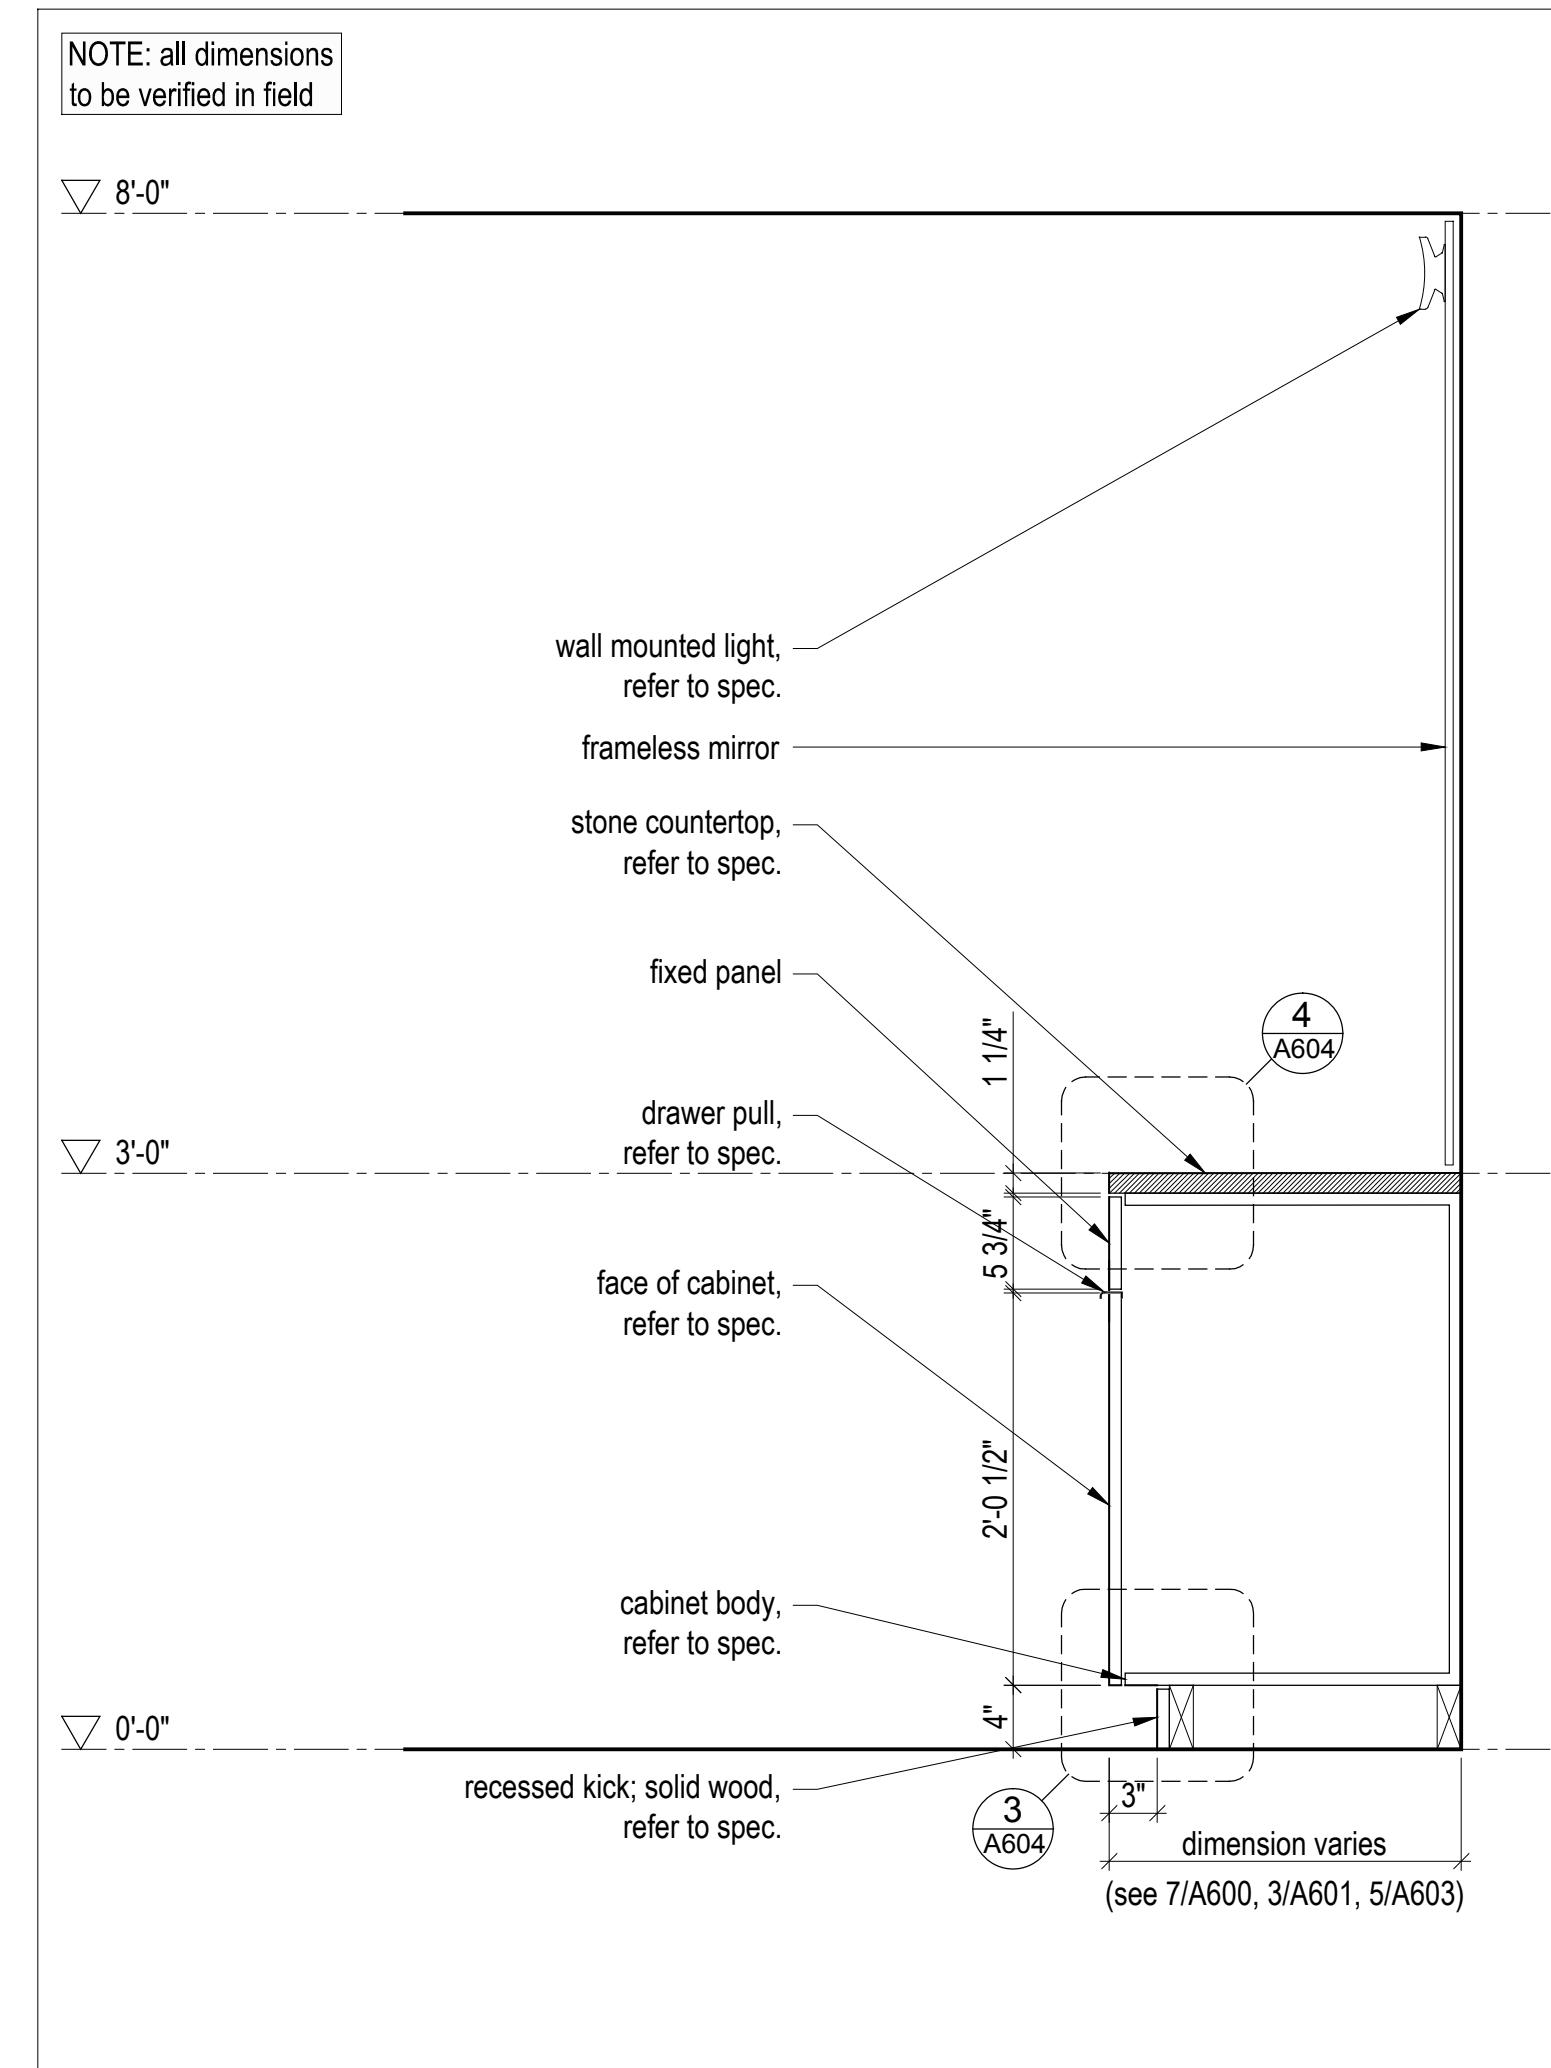 NOTE: all dimensions
to be verified in field
8'-0"
wall mounted light,
refer to spec.
frameless mirror
stone countertop,
refer to spec.
fixed panel
4
A604
1 1/4"
drawer pull,
refer to spec.
3'-0"
5 3/4"
face of cabinet,
refer to spec.
2'-0 1/2"
cabinet body,
refer to spec.
4"
0'-0"
recessed kick; solid wood,
refer to spec.
3"
3
A604
dimension varies
(see 7/A600, 3/A601, 5/A603)